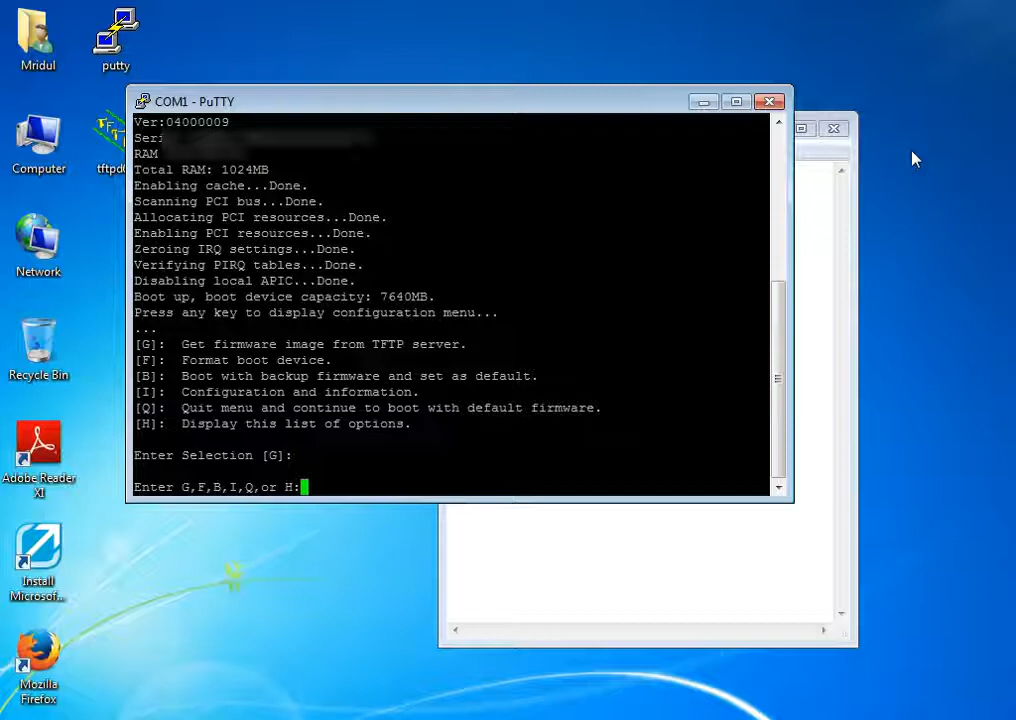 Mridul
putty
Computer
tftpd
Network
Recycle Bin
Adobe Reader
XI
Install
Microsof...
Mozilla
Firefox
COM1 - PuTTY
Ver:04000009
Seri
RAM
Total RAM: 1024MB
Enabling cache...Done.
Scanning PCI bus...Done.
Allocating PCI resources...Done.
Enabling PCI resources...Done.
Zeroing IRQ settings...Done.
Verifying PIRQ tables...Done.
Disabling local APIC...Done.
Boot up, boot device capacity: 7640MB.
Press any key to display configuration menu...
...
[G]:  Get firmware image from TFTP server.
[F]:  Format boot device.
[B]:  Boot with backup firmware and set as default.
[I]:  Configuration and information.
[Q]:  Quit menu and continue to boot with default firmware.
[H]:  Display this list of options.
Enter Selection [G]:
Enter G,F,B,I,Q,or H: